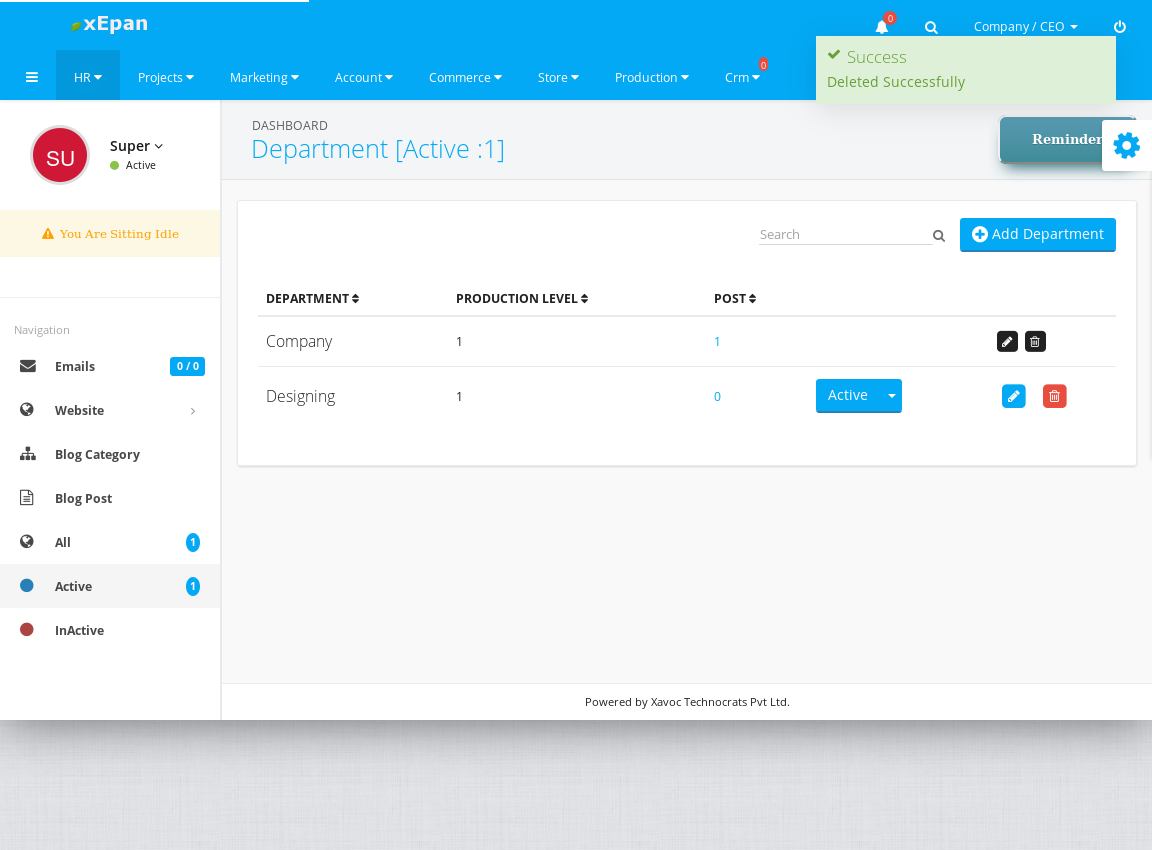 xEpan
0
Company / CEO
HR
Projects
Marketing
Account
Commerce
Store
Production
Crm
0
Success
Deleted Successfully
SU
Super
Active
You Are Sitting Idle
Navigation
Emails
0 / 0
Website
Blog Category
Blog Post
All
1
Active
1
InActive
DASHBOARD
Department [Active :1]
Reminder
Search
Add Department
DEPARTMENT
PRODUCTION LEVEL
POST
Company
1
1
Designing
1
0
Active
Powered by Xavoc Technocrats Pvt Ltd.